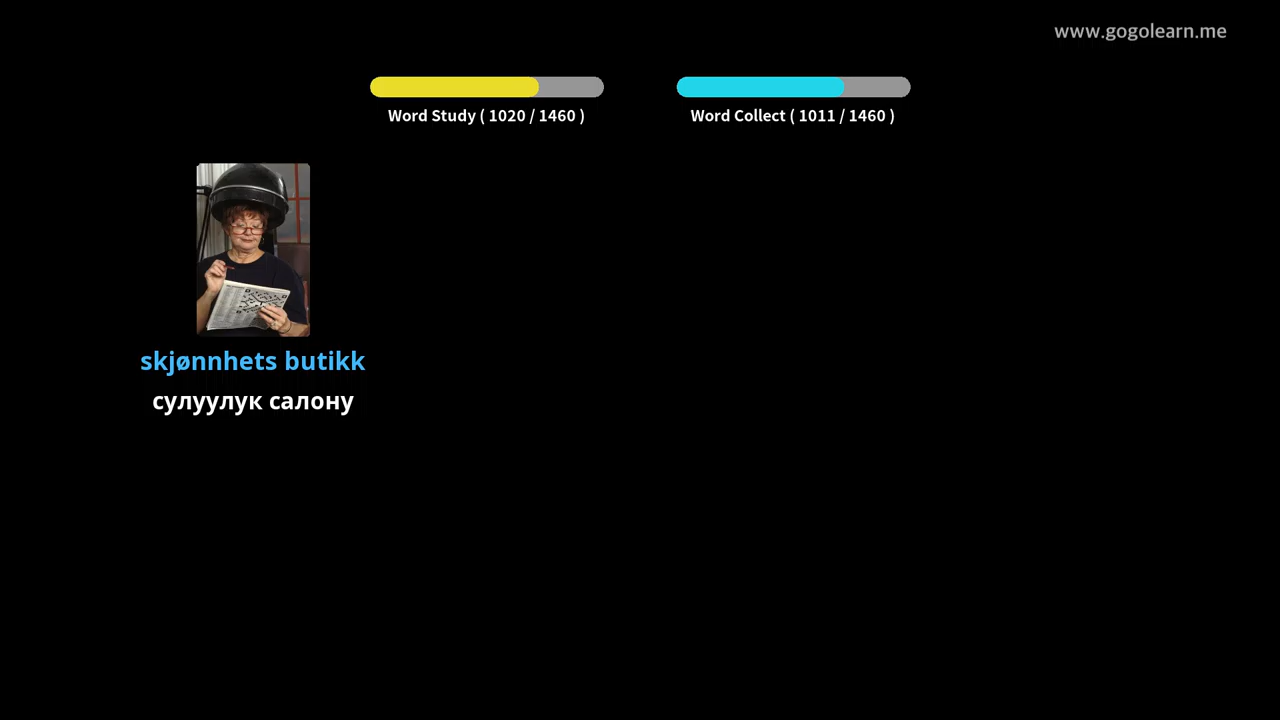 www.gogolearn.me
Word Study ( 1020 / 1460 )
Word Collect ( 1011 / 1460 )
skjønnhets butikk
сулуулук салону